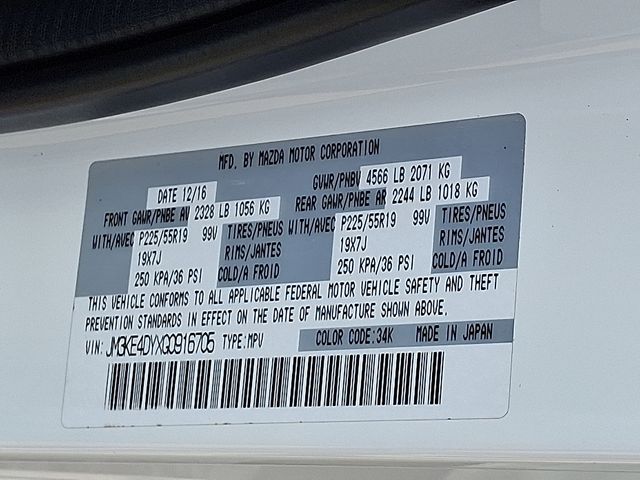 MFD. BY MAZDA MOTOR CORPORATION
DATE 12/16 GVWR/PNBV 4566 LB 2071 KG
FRONT GAWR/PNBE AV 2328 LB 1056 KG REAR GAWR/PNBE AR 2244 LB 1018 KG
WITH/AVEC P225/55R19 99V TIRES/PNEUS WITH/AVEC P225/55R19 99V TIRES/PNEUS
19X7J RIMS/JANTES 19X7J RIMS/JANTES
250 KPA/36 PSI COLD/A FROID 250 KPA/36 PSI COLD/A FROID
THIS VEHICLE CONFORMS TO ALL APPLICABLE FEDERAL MOTOR VEHICLE SAFETY AND THEFT
PREVENTION STANDARDS IN EFFECT ON THE DATE OF MANUFACTURE SHOWN ABOVE.
VIN: JM3KE4DYXG0916705 TYPE:MPV COLOR CODE:34K MADE IN JAPAN